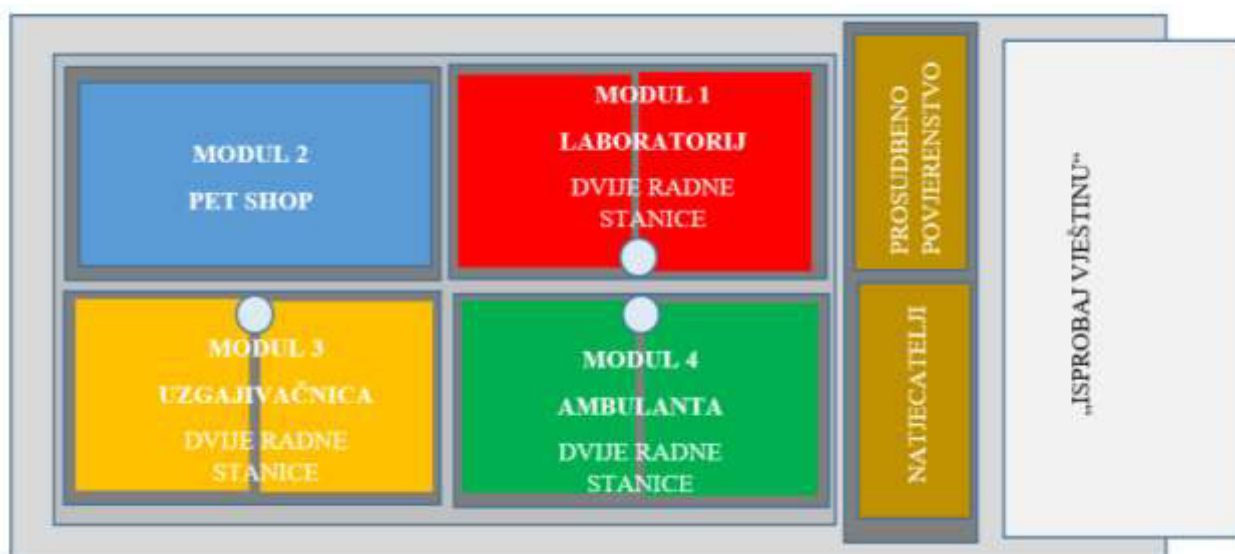 MODUL 2
PET SHOP
MODUL 1
LABORATORIJ
DVIJE RADNE
STANICE
MODUL 3
UZGAJIVAČNICA
DVIJE RADNE
STANICE
MODUL 4
AMBULANTA
DVIJE RADNE
STANICE
PROSUDBENO
POVJERENSTVO
NATJECATELJI
„ISPROBAJ VJEŠTINU“